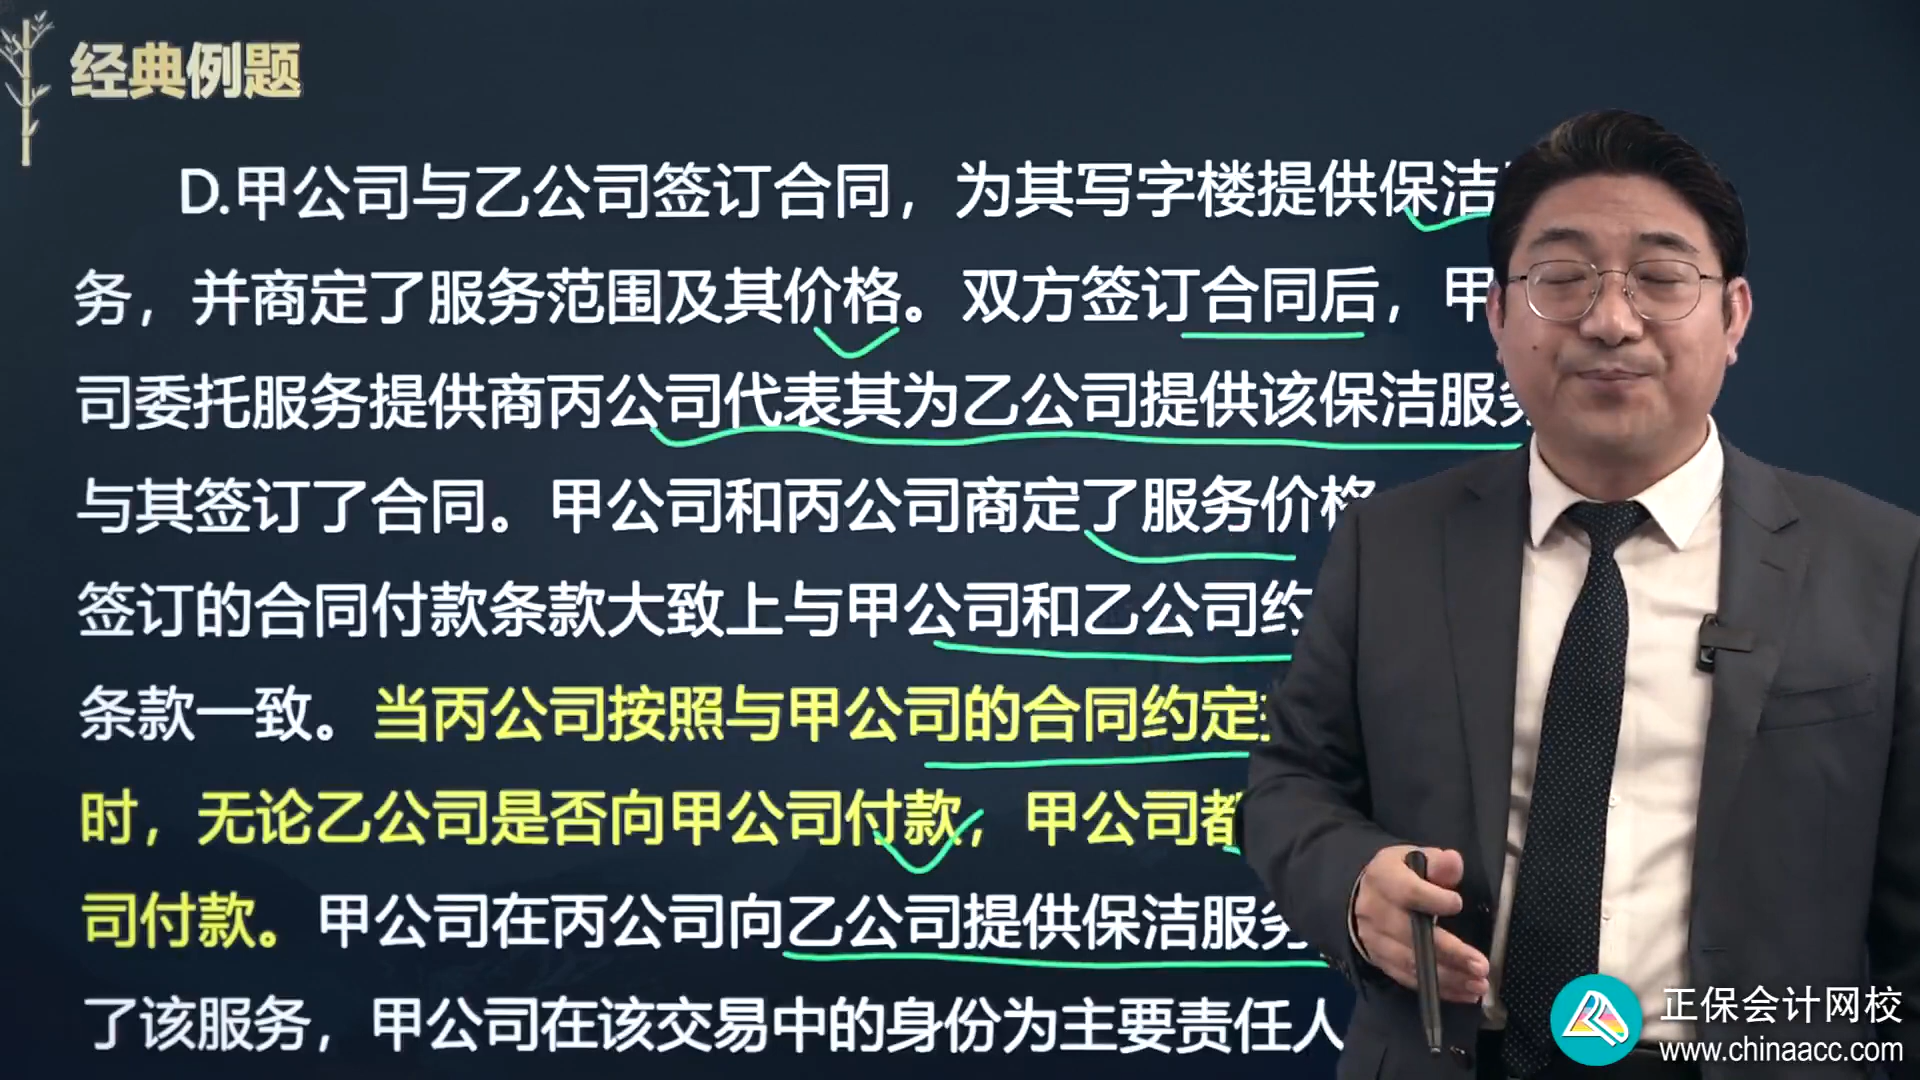 经典例题
D.甲公司与乙公司签订合同，为其写字楼提供保洁
务，并商定了服务范围及其价格。双方签订合同后，甲
司委托服务提供商丙公司代表其为乙公司提供该保洁服务
与其签订了合同。甲公司和丙公司商定了服务价格
签订的合同付款条款大致上与甲公司和乙公司约
条款一致。当丙公司按照与甲公司的合同约定
时，无论乙公司是否向甲公司付款，甲公司都
司付款。甲公司在丙公司向乙公司提供保洁服务
了该服务，甲公司在该交易中的身份为主要责任人
正保会计网校
www.chinaacc.com